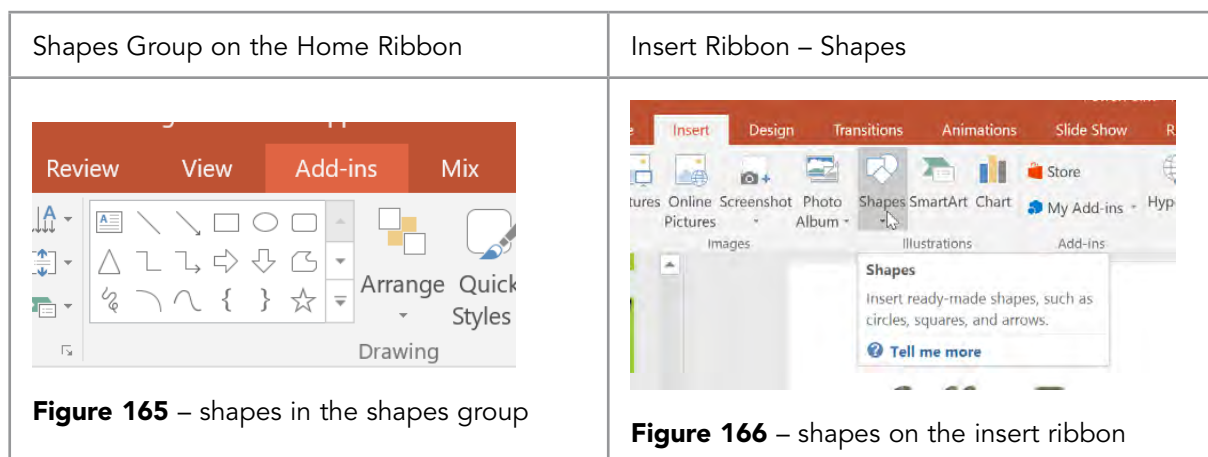 Shapes Group on the Home Ribbon
Insert Ribbon – Shapes
Review View Add-ins Mix
Arrange Quick
Styles
Drawing
Figure 165 – shapes in the shapes group
Insert Design Transitions Animations Slide Show R
tures Online Screenshot Photo Shapes SmartArt Chart Store
Pictures Album My Add-ins Hyp
Images Illustrations Add-ins
Shapes
Insert ready-made shapes, such as
circles, squares, and arrows.
Tell me more
Figure 166 – shapes on the insert ribbon